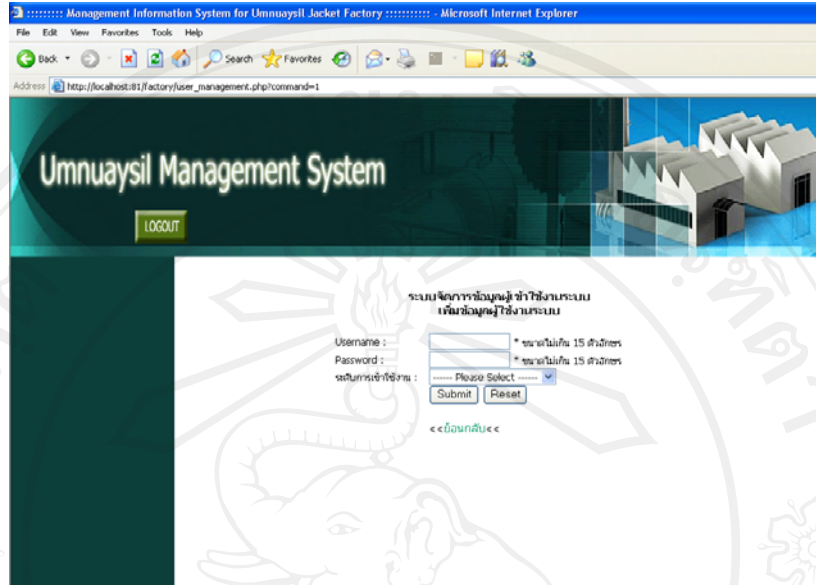 ::::::::: Management Information System for Umnuaysil Jacket Factory ::::::::::: - Microsoft Internet Explorer
File Edit View Favorites Tools Help
Back Search Favorites
Address http://localhost:81/factory/user_management.php?command=1
Umnuaysil Management System
LOGOUT
ระบบจัดการข้อมูลผู้เข้าใช้งานระบบ
เพิ่มข้อมูลผู้ใช้งานระบบ
Username : * ขนาดไม่เกิน 15 ตัวอักษร
Password : * ขนาดไม่เกิน 15 ตัวอักษร
ระดับการเข้าใช้งาน : ------ Please Select ------
Submit Reset
<<ย้อนกลับ<<